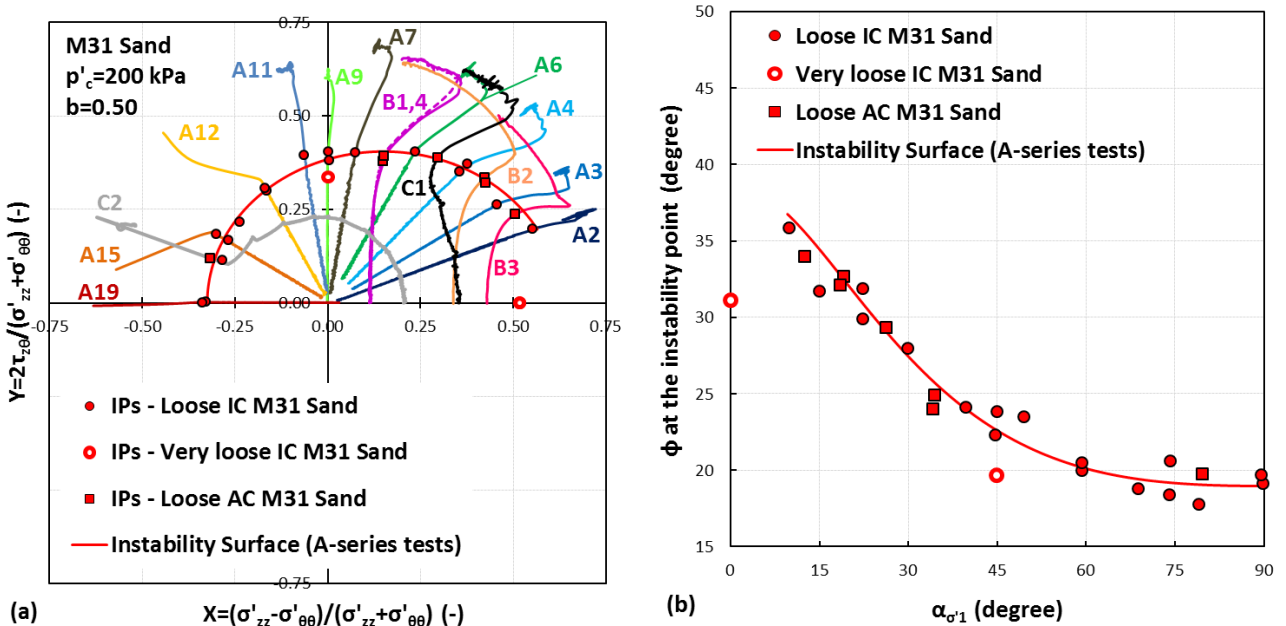 0.75
M31 Sand
p'c=200 kPa
b=0.50
A11
A9
A7
A6
B1,4
A4
A12
0.50
A3
B2
C1
C2
0.25
A2
A15
B3
A19
0.00
-0.75
-0.50
-0.25
0.00
0.25
0.50
0.75
Y=2τzθ/(σ'zz+σ'θθ) (-)
IPs - Loose IC M31 Sand
IPs - Very loose IC M31 Sand
IPs - Loose AC M31 Sand
Instability Surface (A-series tests)
-0.75
(a)
X=(σ'zz-σ'θθ)/(σ'zz+σ'θθ) (-)
50
45
40
35
30
25
20
15
ϕ at the instability point (degree)
Loose IC M31 Sand
Very loose IC M31 Sand
Loose AC M31 Sand
Instability Surface (A-series tests)
0
15
30
45
60
75
90
(b)
ασ'1 (degree)